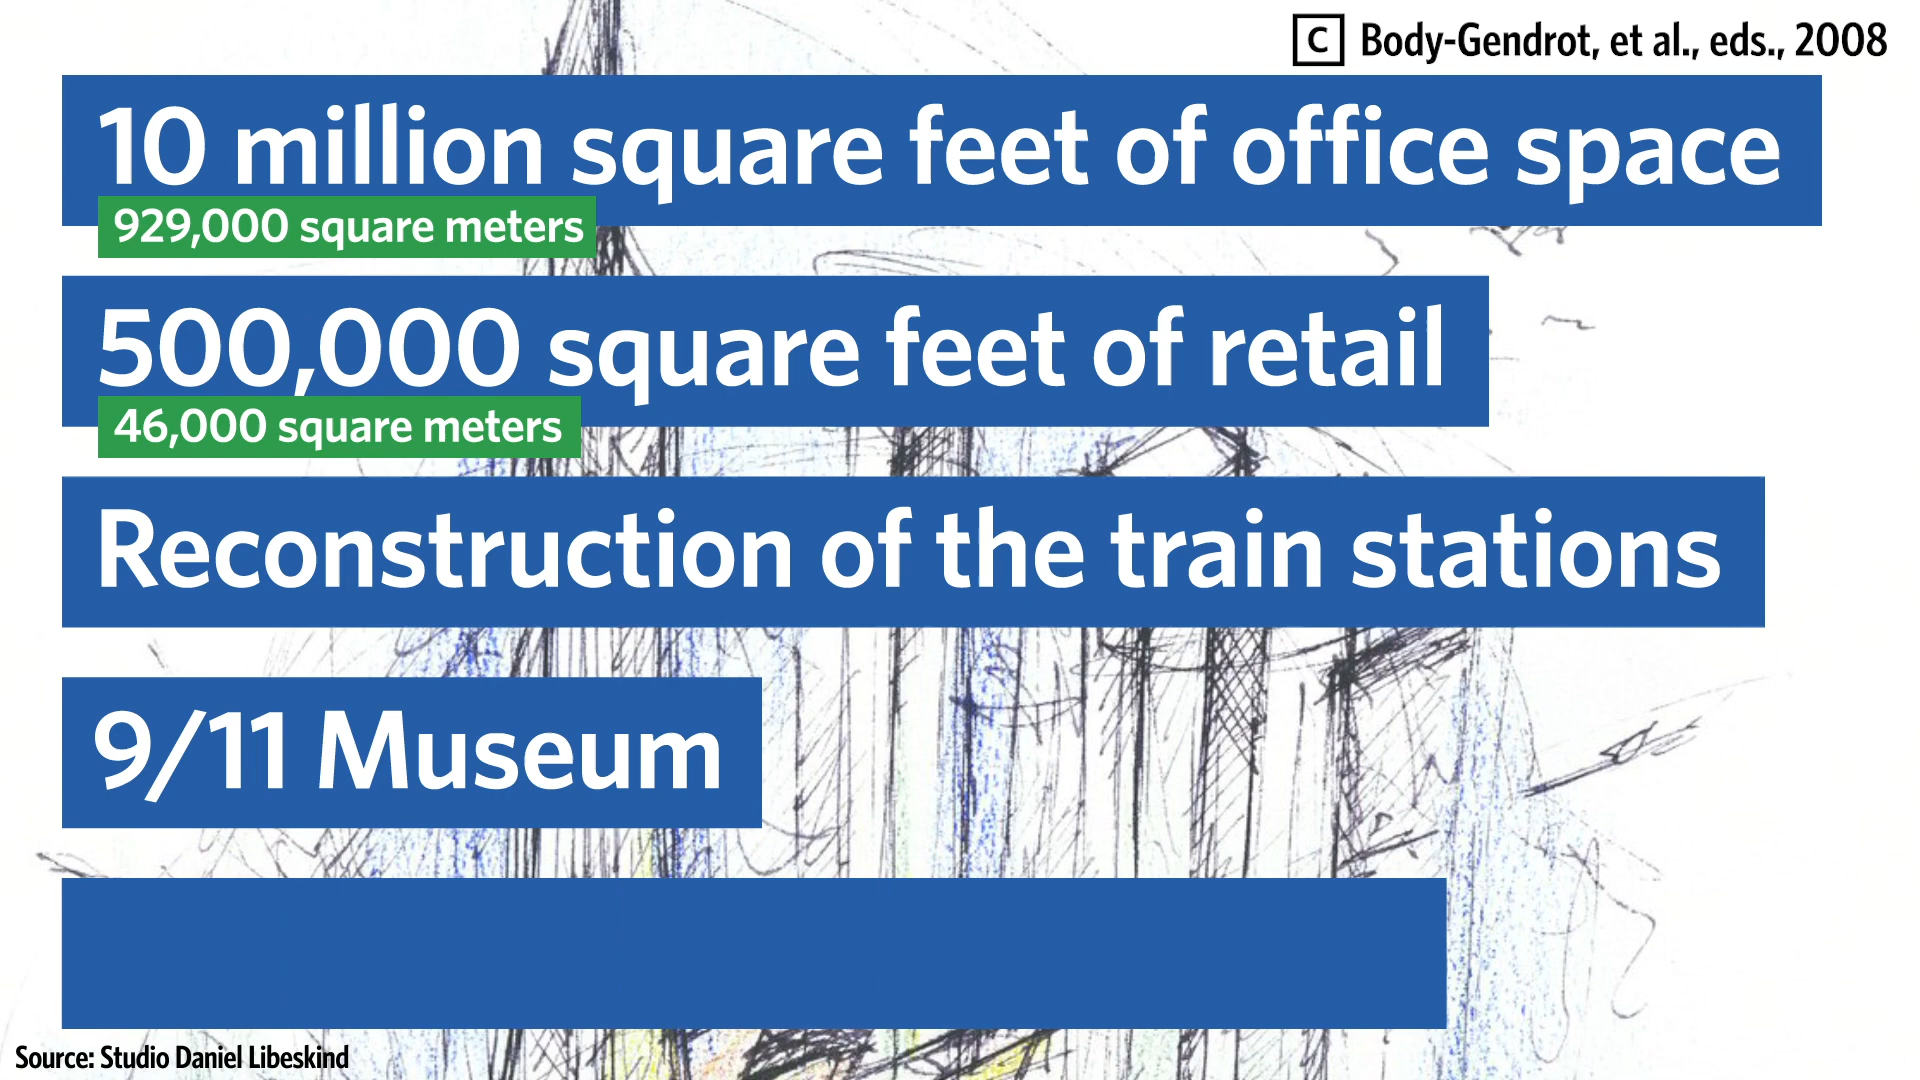 C Body-Gendrot, et al., eds., 2008
10 million square feet of office space
929,000 square meters
500,000 square feet of retail
46,000 square meters
Reconstruction of the train stations
9/11 Museum
Source: Studio Daniel Libeskind